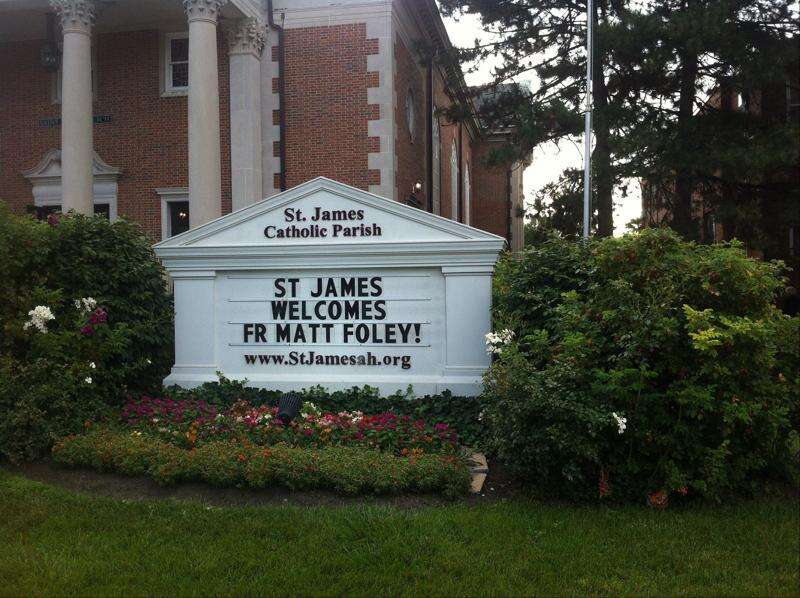 St. James
Catholic Parish
ST JAMES
WELCOMES
FR MATT FOLEY!
www.StJamesah.org